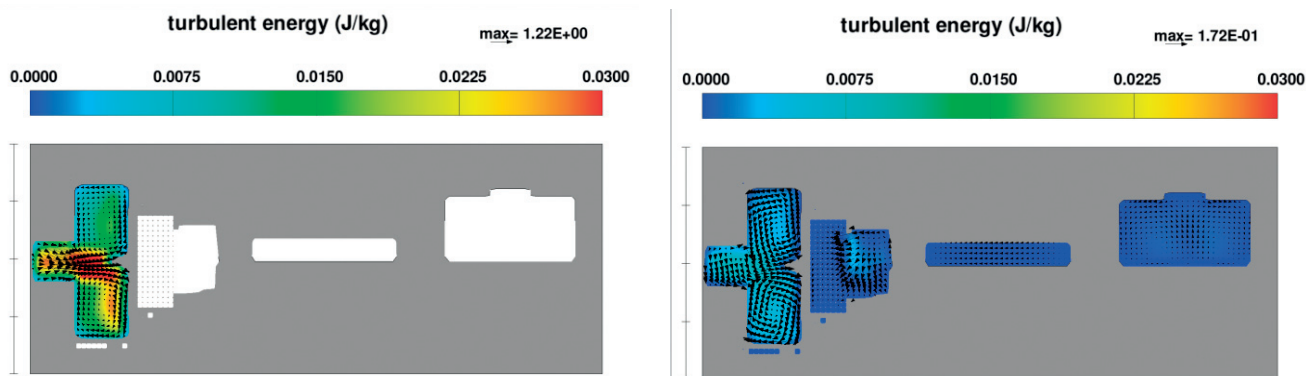 turbulent energy (J/kg)
max= 1.22E+00
0.0000 0.0075 0.0150 0.0225 0.0300
turbulent energy (J/kg)
max= 1.72E-01
0.0000 0.0075 0.0150 0.0225 0.0300